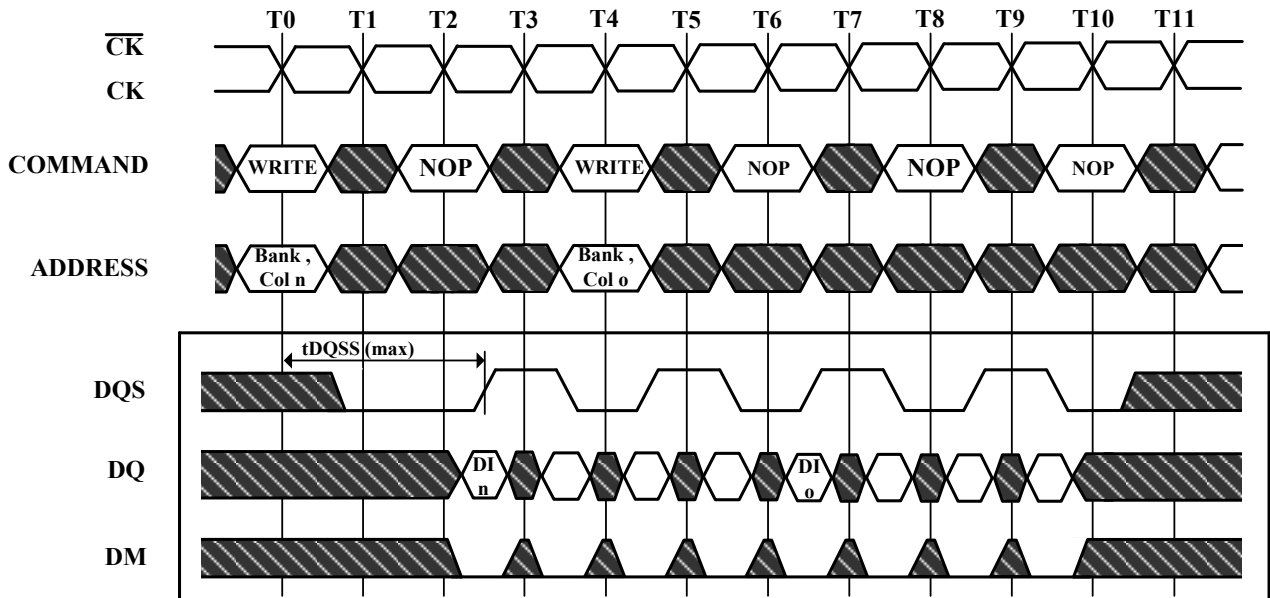 T0 T1 T2 T3 T4 T5 T6 T7 T8 T9 T10 T11
CK
CK
COMMAND WRITE NOP WRITE NOP NOP NOP
ADDRESS
Bank , Bank ,
Col n Col o
tDQSS (max)
DQS
DQ
DI DI
n o
DM